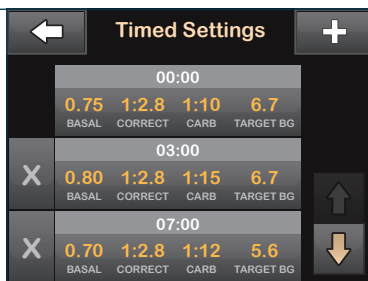 Timed Settings
00:00
0.75 1:2.8 1:10 6.7
BASAL CORRECT CARB TARGET BG
03:00
X 0.80 1:2.8 1:15 6.7
BASAL CORRECT CARB TARGET BG
07:00
X 0.70 1:2.8 1:12 5.6
BASAL CORRECT CARB TARGET BG